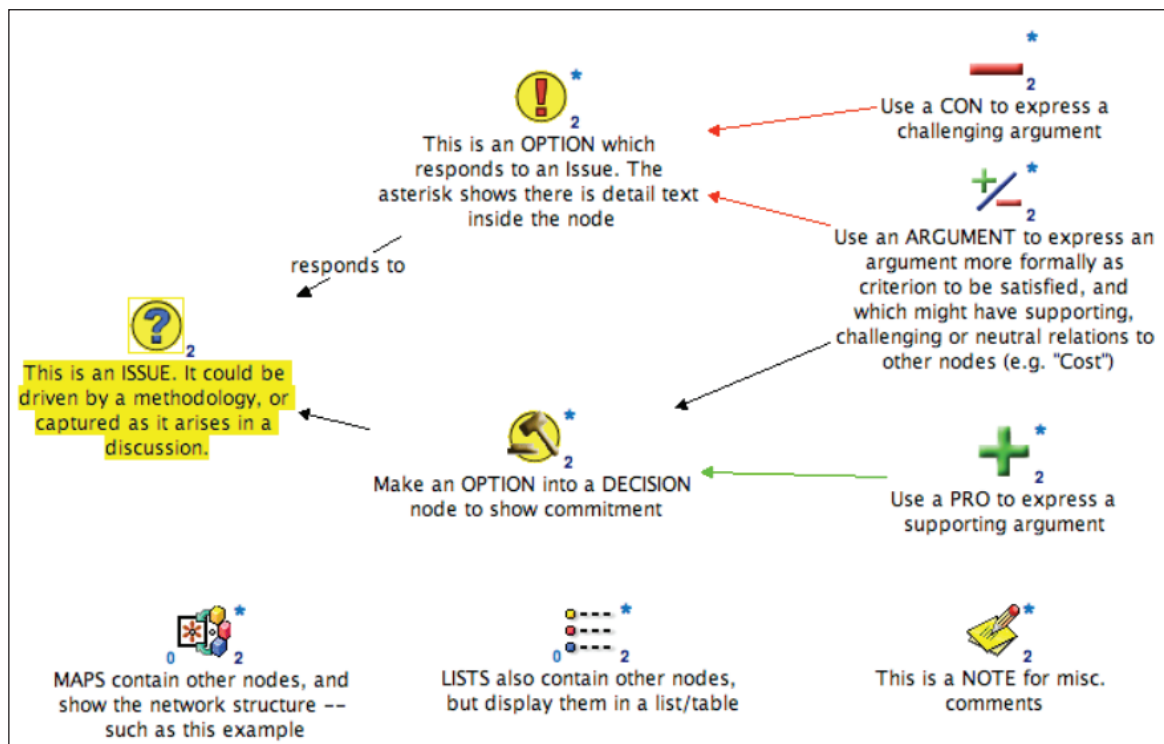 *
2
This is an OPTION which
responds to an Issue. The
asterisk shows there is detail text
inside the node
*
2
Use a CON to express a
challenging argument
*
2
Use an ARGUMENT to express an
argument more formally as
criterion to be satisfied, and
which might have supporting,
challenging or neutral relations to
other nodes (e.g. "Cost")
responds to
2
This is an ISSUE. It could be
driven by a methodology, or
captured as it arises in a
discussion.
*
2
Make an OPTION into a DECISION
node to show commitment
*
2
Use a PRO to express a
supporting argument
*
0 2
MAPS contain other nodes, and
show the network structure --
such as this example
*
0 2
LISTS also contain other nodes,
but display them in a list/table
*
2
This is a NOTE for misc.
comments